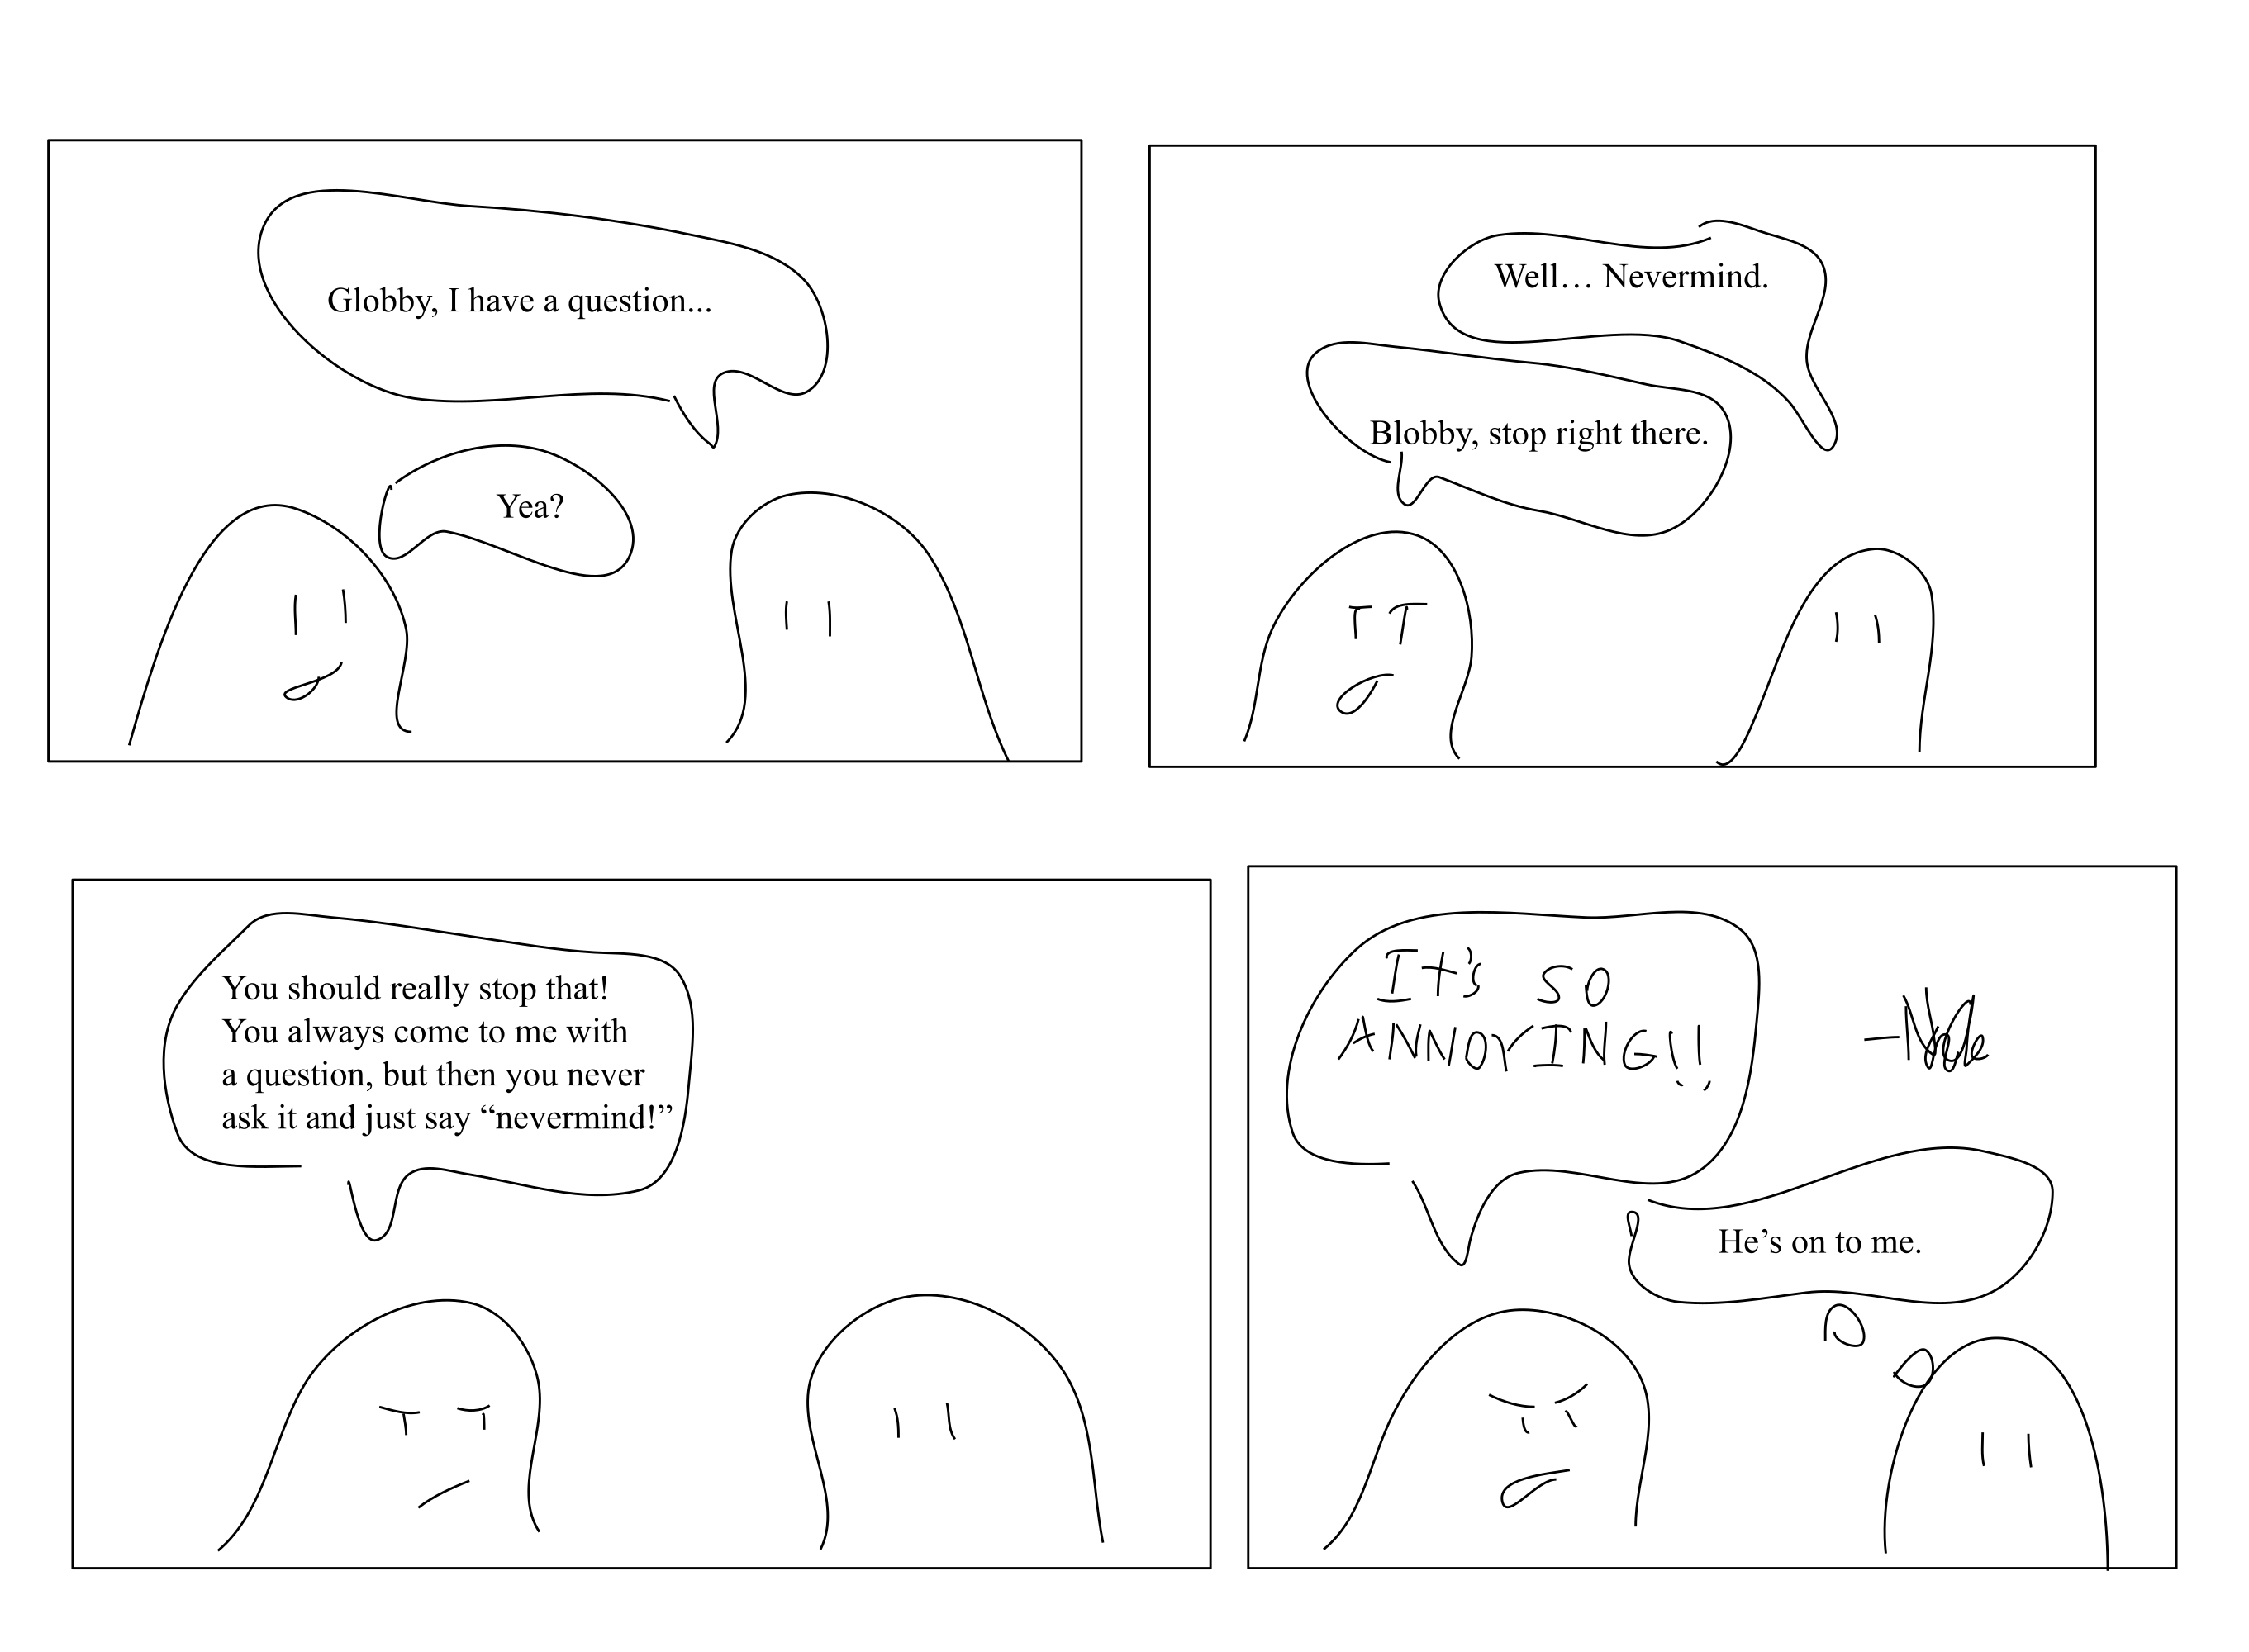 Globby, I have a question...
Yea?
Well… Nevermind.
Blobby, stop right there.
You should really stop that!
You always come to me with
a question, but then you never
ask it and just say “nevermind!”
It's so
ANNOYING!!
He’s on to me.